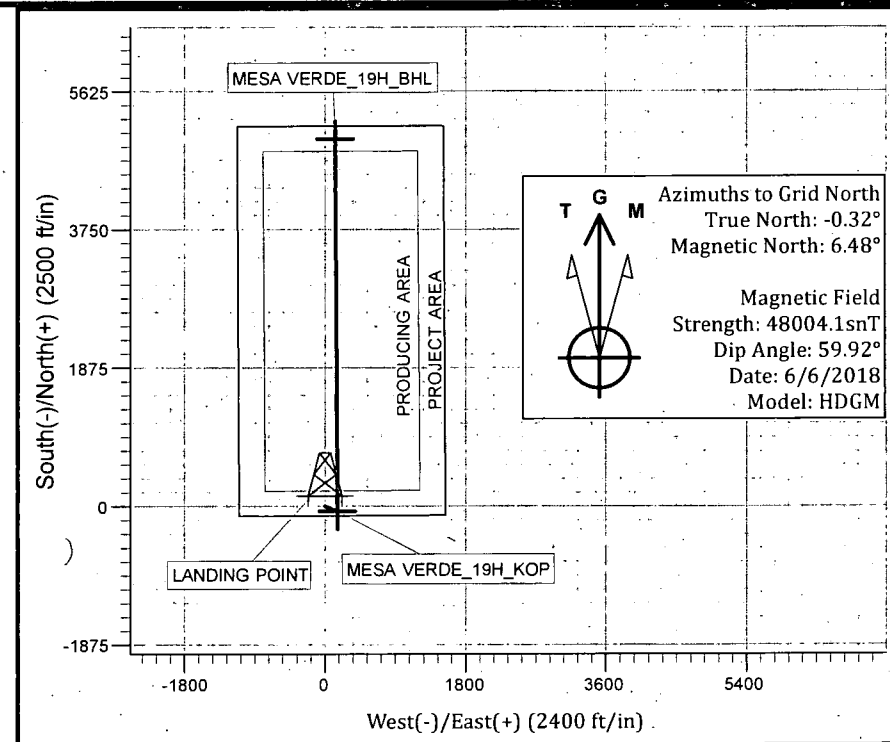 MESA VERDE_19H_BHL
5625
3750
1875
0
-1875
South(-)/North(+) (2500 ft/in)
PRODUCING AREA
PROJECT AREA
LANDING POINT
MESA VERDE_19H_KOP
-1800
0
1800
3600
5400
West(-)/East(+) (2400 ft/in)
T G M
Azimuths to Grid North
True North: -0.32°
Magnetic North: 6.48°
Magnetic Field
Strength: 48004.1snT
Dip Angle: 59.92°
Date: 6/6/2018
Model: HDGM